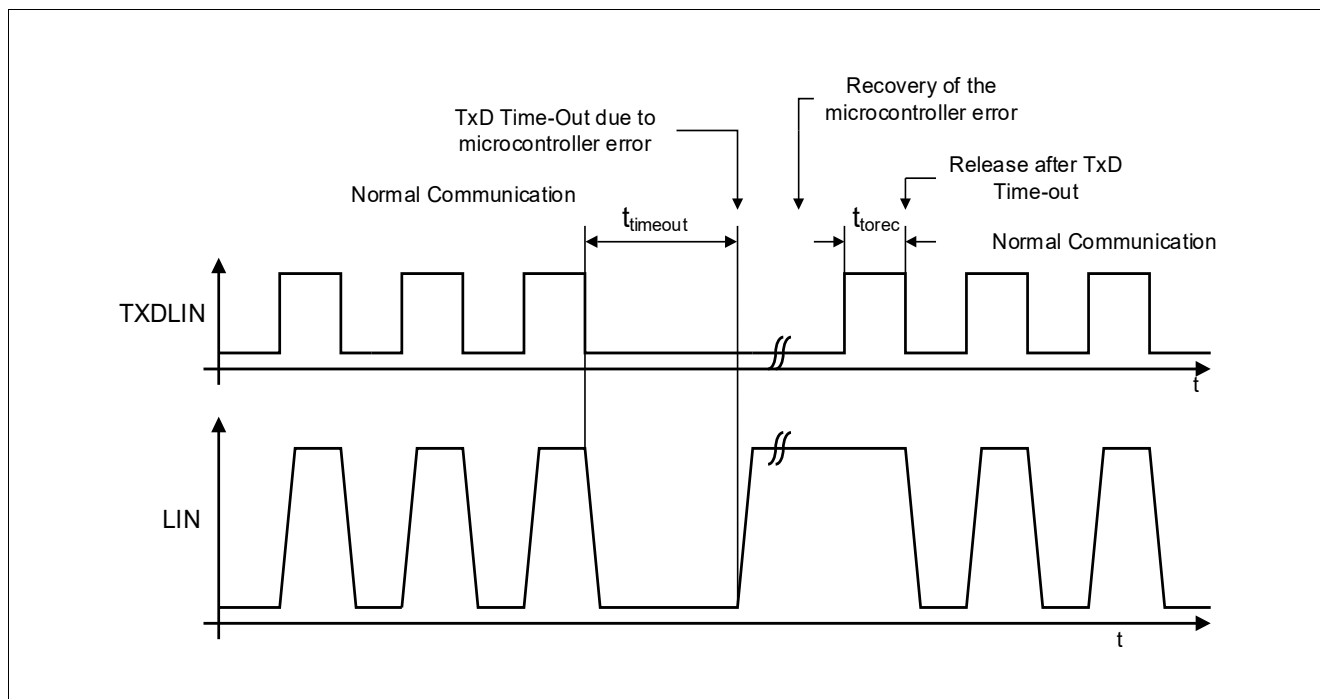 Recovery of the
microcontroller error
TxD Time-Out due to
microcontroller error
Release after TxD
Time-out
Normal Communication
t_timeout
t_torec
Normal Communication
TXDLIN
t
LIN
t